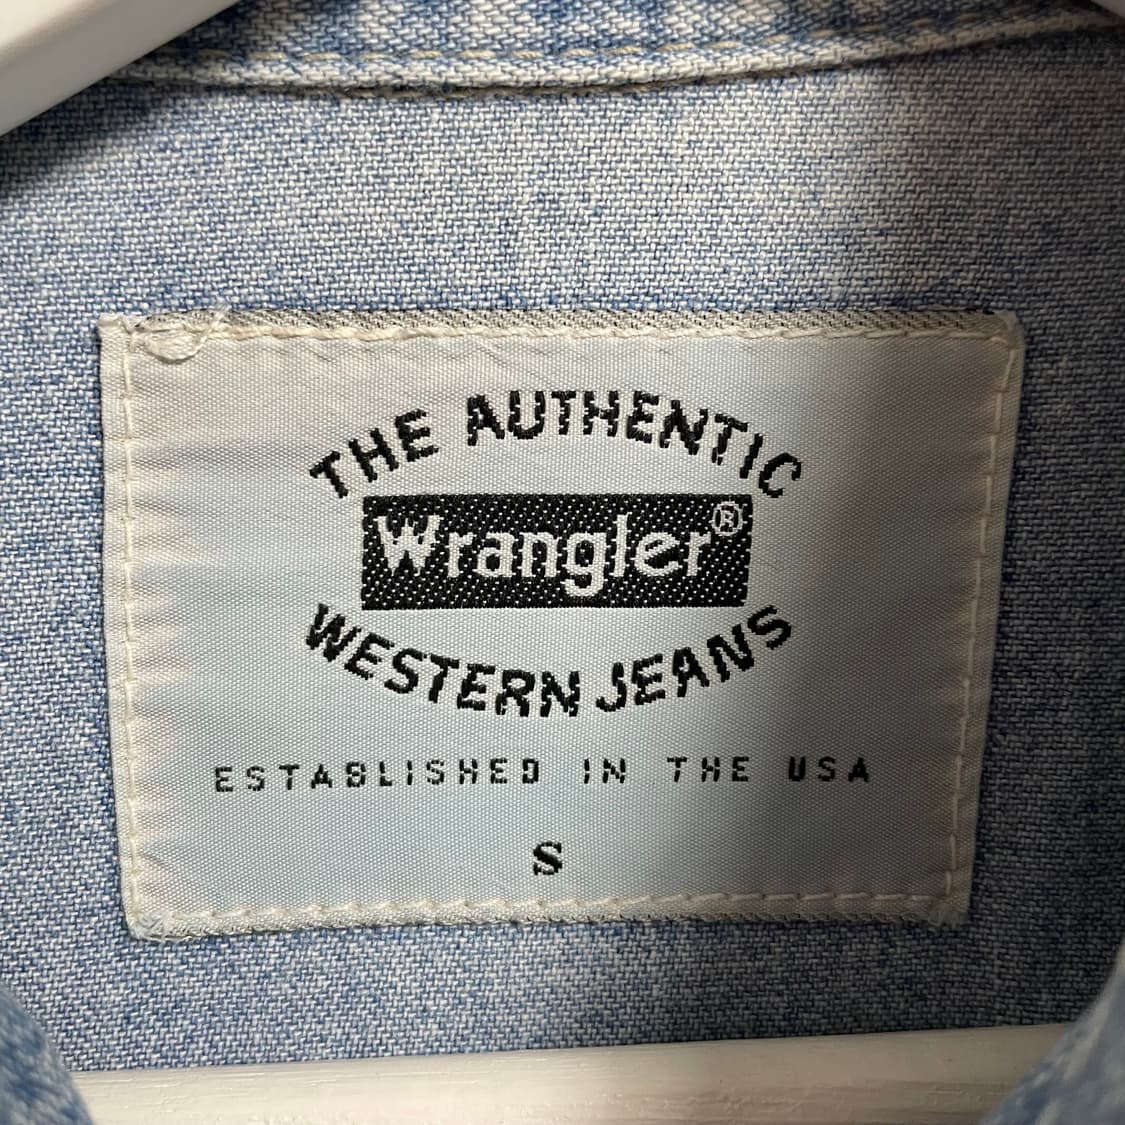 THE AUTHENTIC
Wrangler®
WESTERN JEANS
ESTABLISHED IN THE USA
S